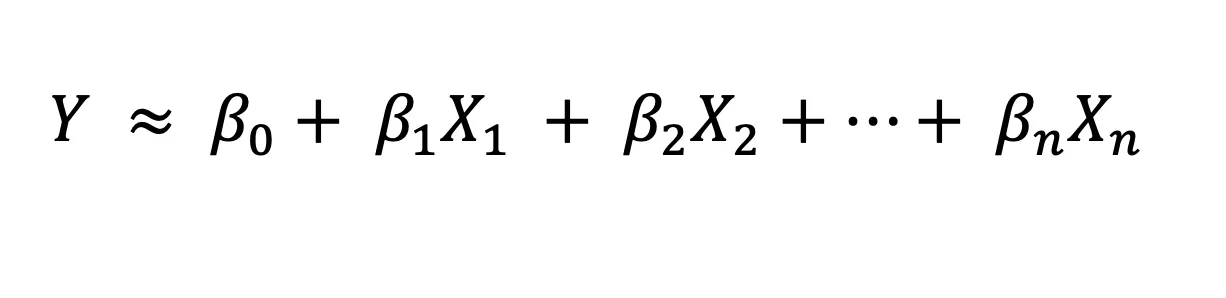 Y ≈ β₀ + β₁X₁ + β₂X₂ + ⋯ + βₙXₙ